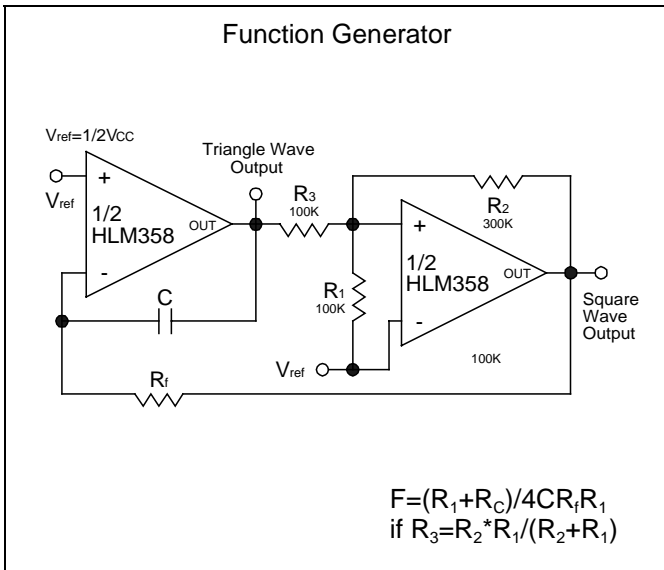 Function Generator
Vref=1/2VCC
Triangle Wave
Output
+
Vref
1/2
HLM358
OUT
-
R3
100K
R2
300K
+
1/2
HLM358
OUT
-
C
R1
100K
Square
Wave
Output
100K
Vref
Rf
F=(R1+RC)/4CRfR1
if R3=R2*R1/(R2+R1)